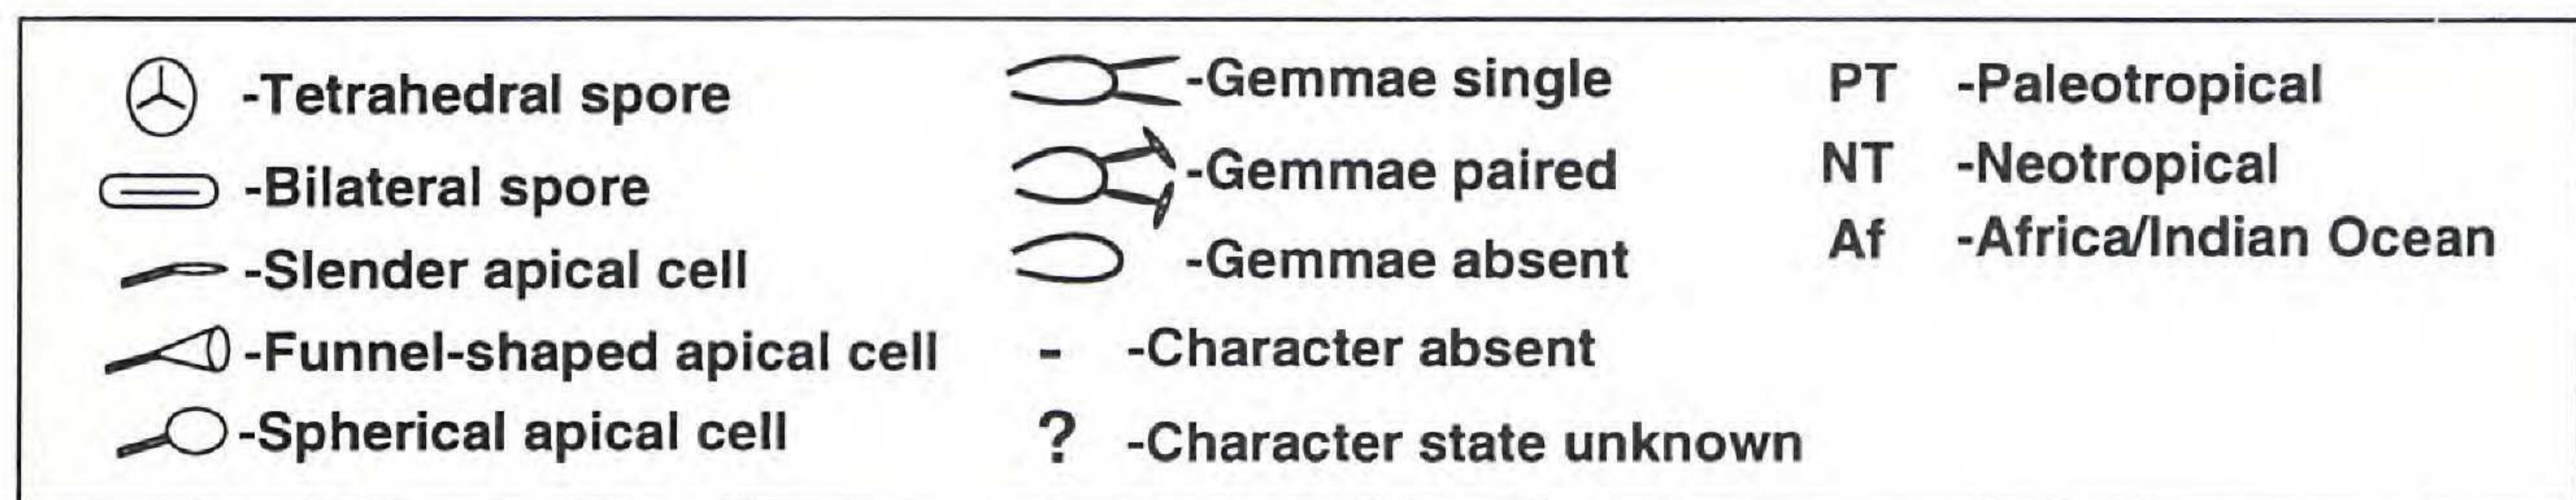 -Tetrahedral spore
-Bilateral spore
-Slender apical cell
-Funnel-shaped apical cell
-Spherical apical cell
-Gemmae single
-Gemmae paired
-Gemmae absent
- -Character absent
? -Character state unknown
PT -Paleotropical
NT -Neotropical
Af -Africa/Indian Ocean